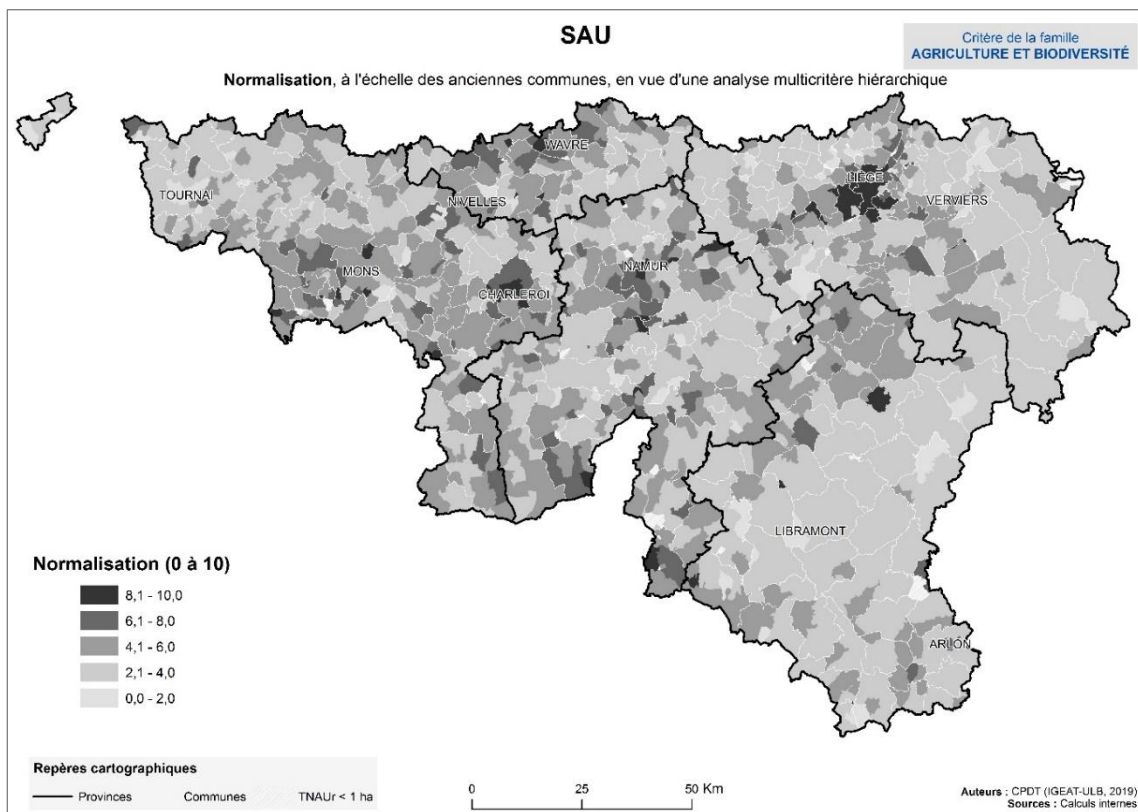 SAU
Critère de la famille
AGRICULTURE ET BIODIVERSITÉ
Normalisation, à l'échelle des anciennes communes, en vue d'une analyse multicritère hiérarchique
WAVRE
TOURNAI
LIEGE
NIVELLES
VERVIERS
MONS
NAMUR
CHARLEROI
LIBRAMONT
ARLON
Normalisation (0 à 10)
8,1 - 10,0
6,1 - 8,0
4,1 - 6,0
2,1 - 4,0
0,0 - 2,0
Repères cartographiques
Provinces Communes TNAUr < 1 ha
0 25 50 Km
Auteurs : CPDT (IGEAT-ULB, 2019)
Sources : Calculs internes